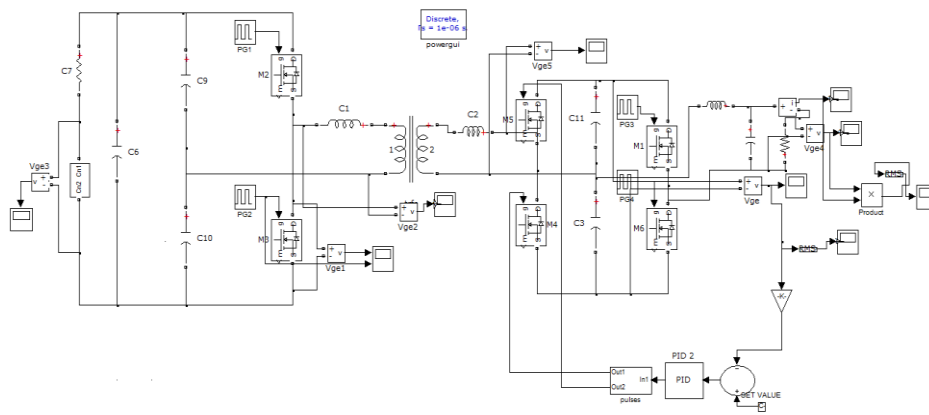 Discrete,
Ts = 1e-06 s.
powergui
PG1
M2
C7
C9
C1
C6
1
2
C2
Vge5
M5
C11
PG3
M1
PG4
Vge4
Vge3
Cn1
Cn2
PG2
M3
C10
Vge2
Vge1
M4
C3
M6
Vge
RMS
Product
RMS
-K-
PID 2
PID
Out1
Out2
In1
pulses
SET VALUE